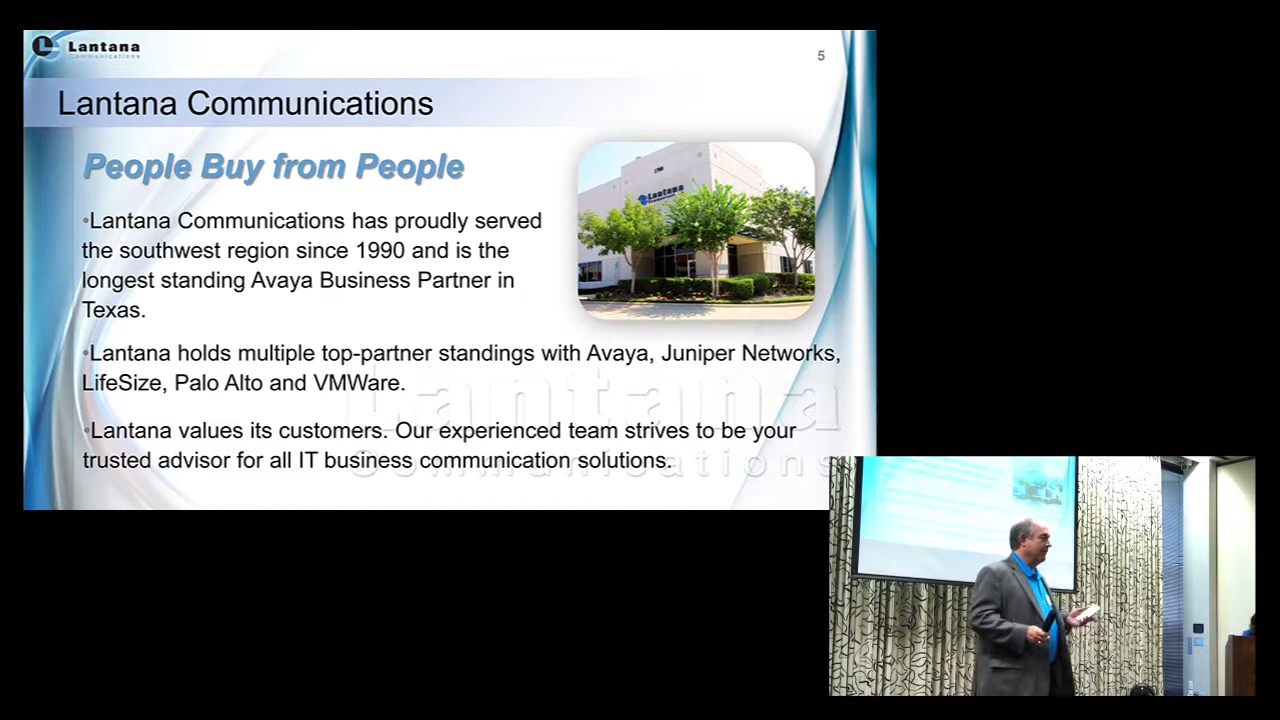 Lantana
Communications
5
Lantana Communications
People Buy from People
•Lantana Communications has proudly served
the southwest region since 1990 and is the
longest standing Avaya Business Partner in
Texas.
•Lantana holds multiple top-partner standings with Avaya, Juniper Networks,
LifeSize, Palo Alto and VMWare.
•Lantana values its customers. Our experienced team strives to be your
trusted advisor for all IT business communication solutions.
Lantana
Communications